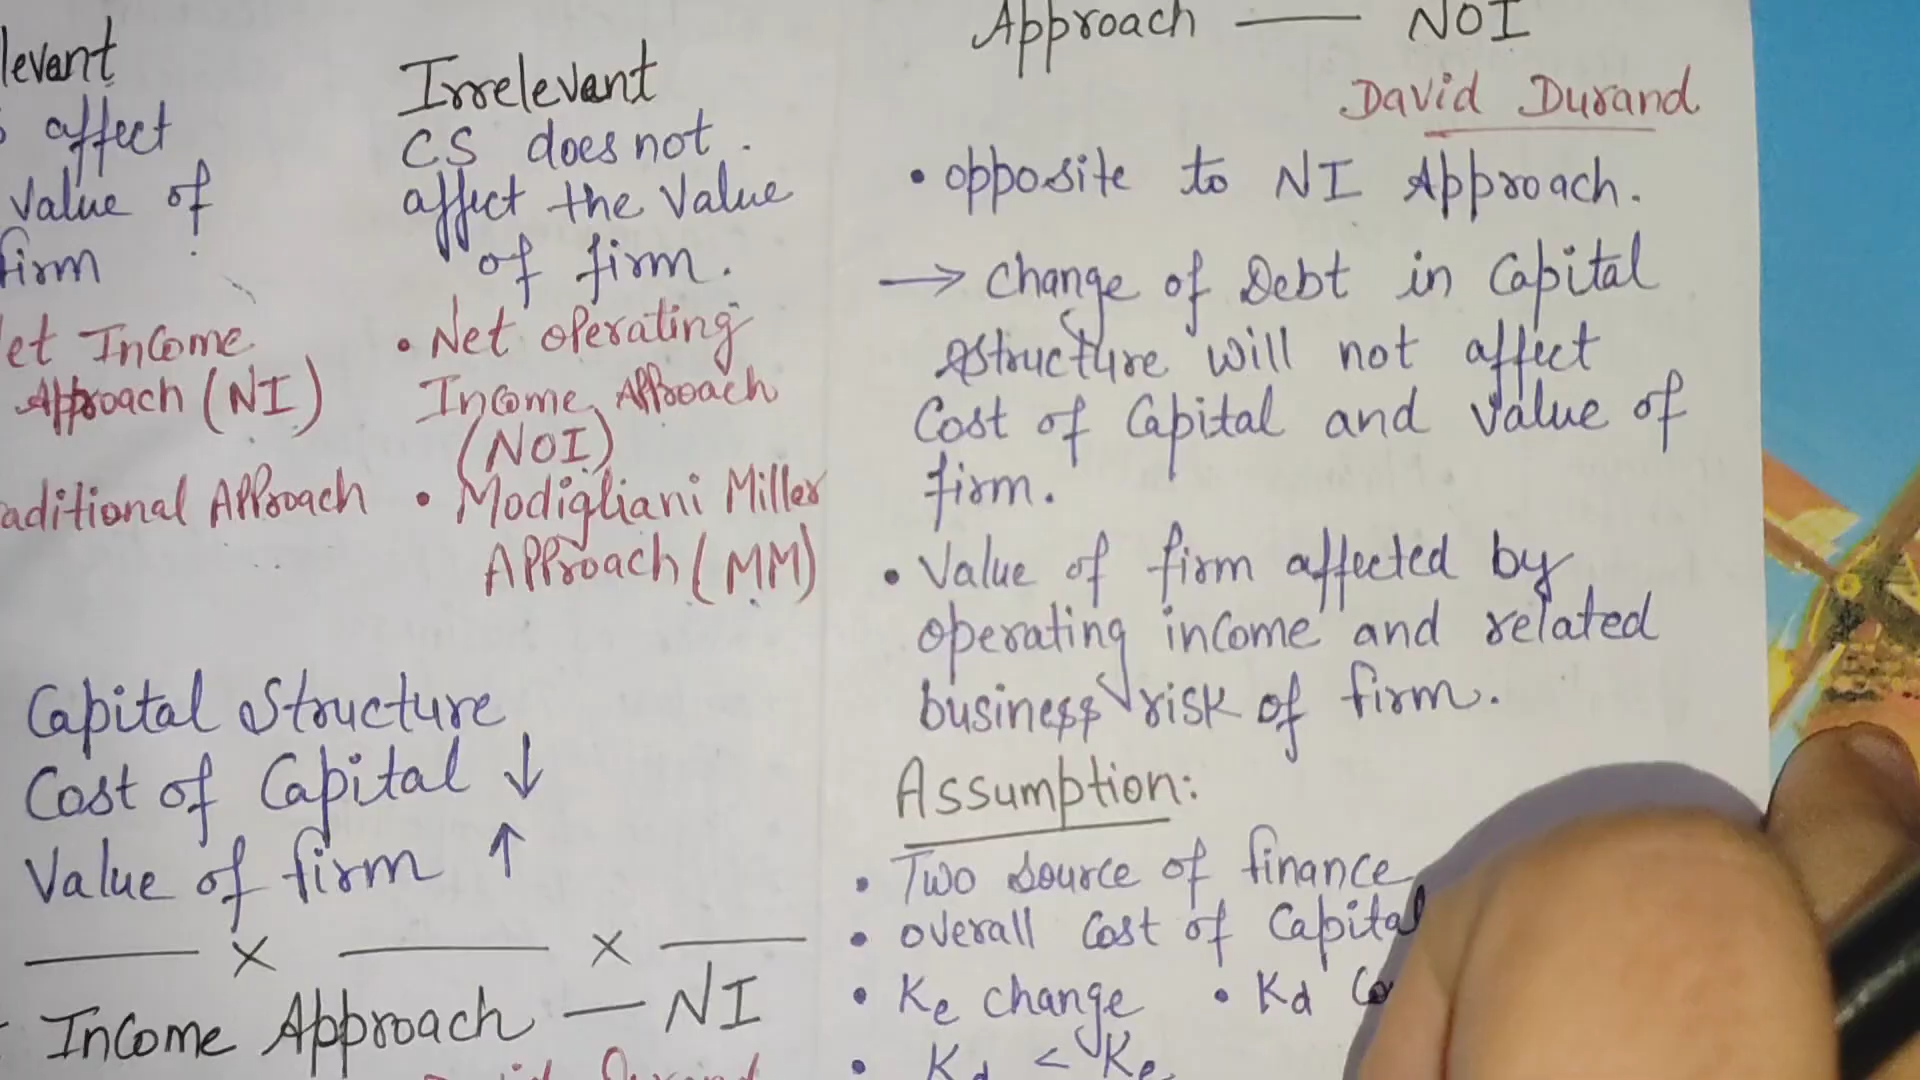 levant
affect
Value of
firm
et Income
Approach (NI)
aditional Approach
Irrelevant
CS does not
affect the Value
of firm.
• Net operating
Income Approach
(NOI)
• Modigliani Miller
Approach (MM)
Capital Structure
Cost of Capital ↓
Value of firm ↑
× ×
Income Approach — NI
Approach — NOI
David Durand
• opposite to NI Approach.
→ Change of Debt in Capital
structure will not affect
Cost of Capital and Value of
firm.
• Value of firm affected by
operating income and related
business risk of firm.
Assumption:
• Two source of finance
• overall Cost of Capital
• Ke change • Kd Co
• Kd < Ke